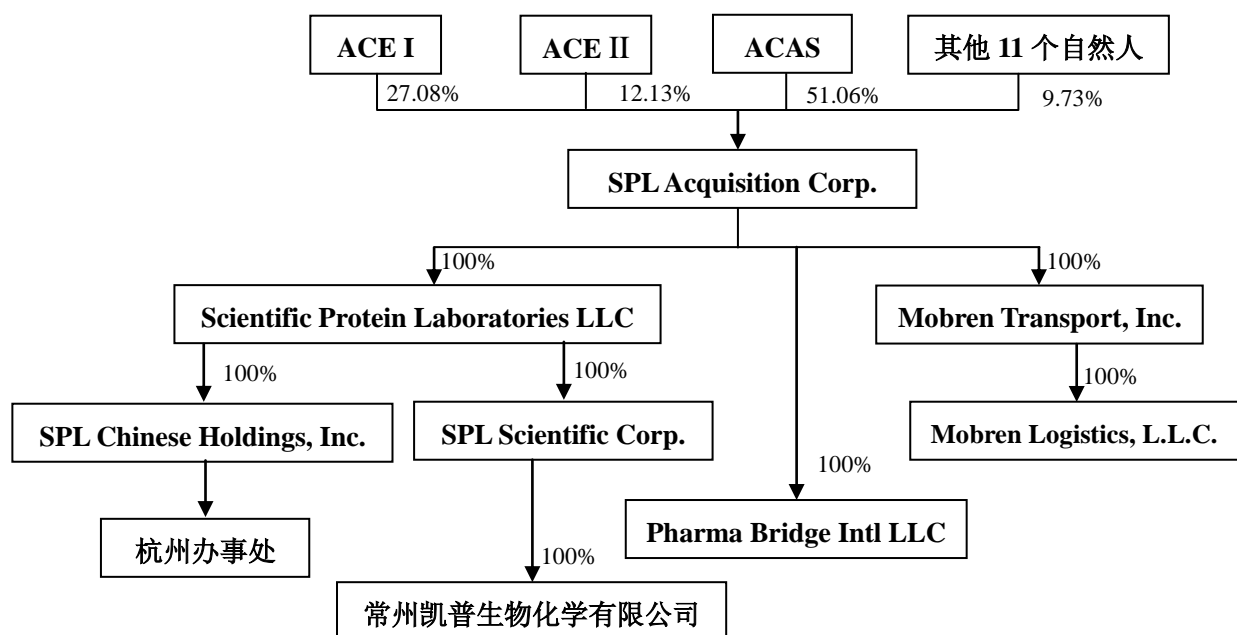 ACE I
ACE Ⅱ
ACAS
其他 11 个自然人
27.08%
12.13%
51.06%
9.73%
SPL Acquisition Corp.
100%
100%
Scientific Protein Laboratories LLC
Mobren Transport, Inc.
100%
100%
100%
SPL Chinese Holdings, Inc.
SPL Scientific Corp.
Mobren Logistics, L.L.C.
100%
杭州办事处
Pharma Bridge Intl LLC
100%
常州凯普生物化学有限公司